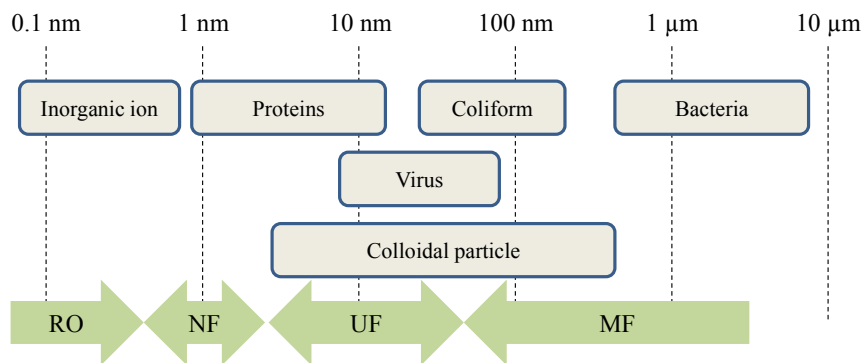 0.1 nm 1 nm 10 nm 100 nm 1 µm 10 µm
Inorganic ion Proteins Coliform Bacteria
Virus
Colloidal particle
RO NF UF MF